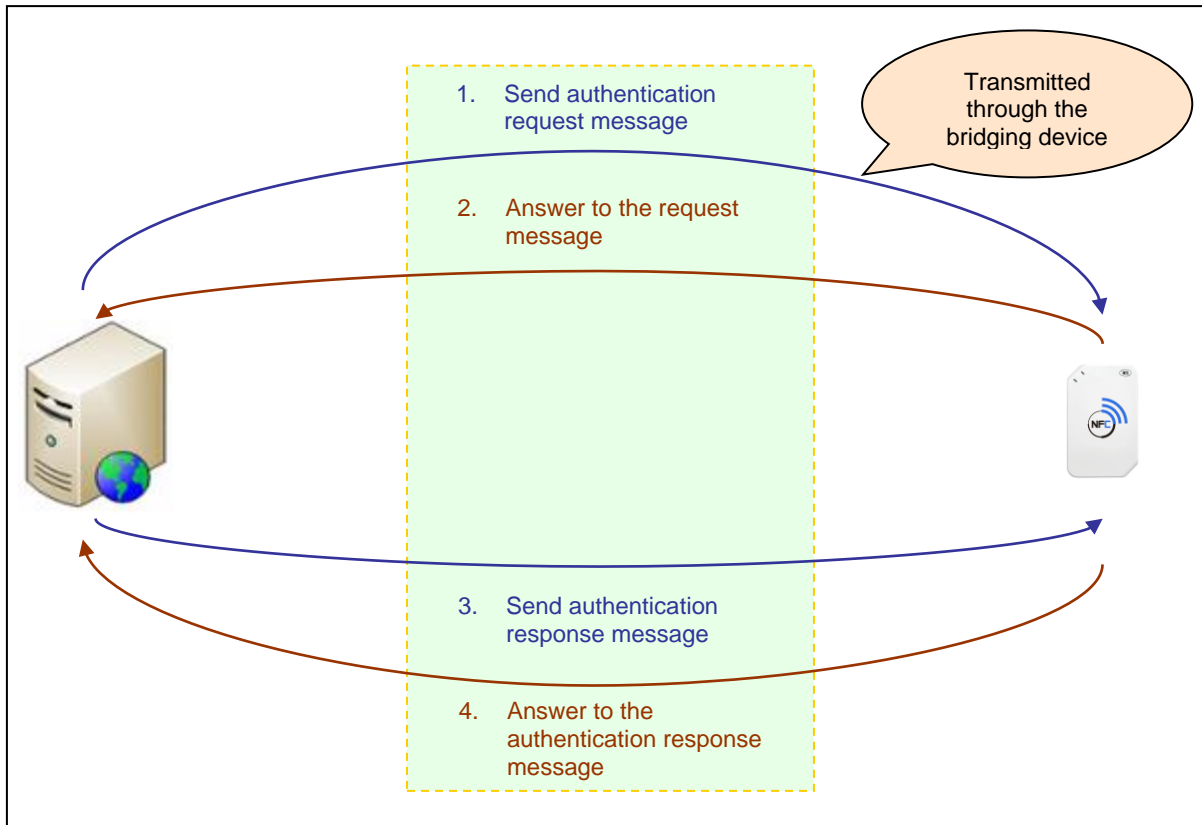 1. Send authentication
request message
Transmitted
through the
bridging device
2. Answer to the request
message
NFC
3. Send authentication
response message
4. Answer to the
authentication response
message